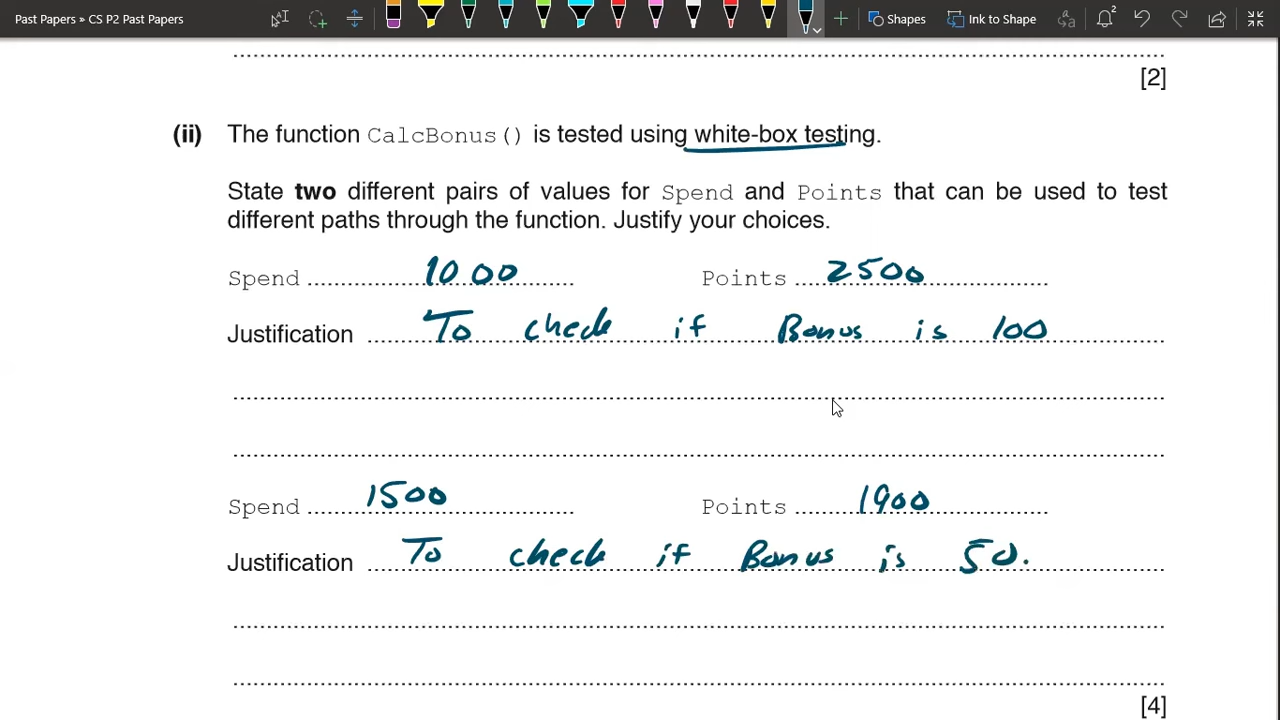 Past Papers » CS P2 Past Papers
Shapes
Ink to Shape
2
[2]
(ii) The function CalcBonus() is tested using white-box testing.
State two different pairs of values for Spend and Points that can be used to test
different paths through the function. Justify your choices.
Spend 1000 Points 2500
Justification To check if Bonus is 100
Spend 1500 Points 1900
Justification To check if Bonus is 50.
[4]